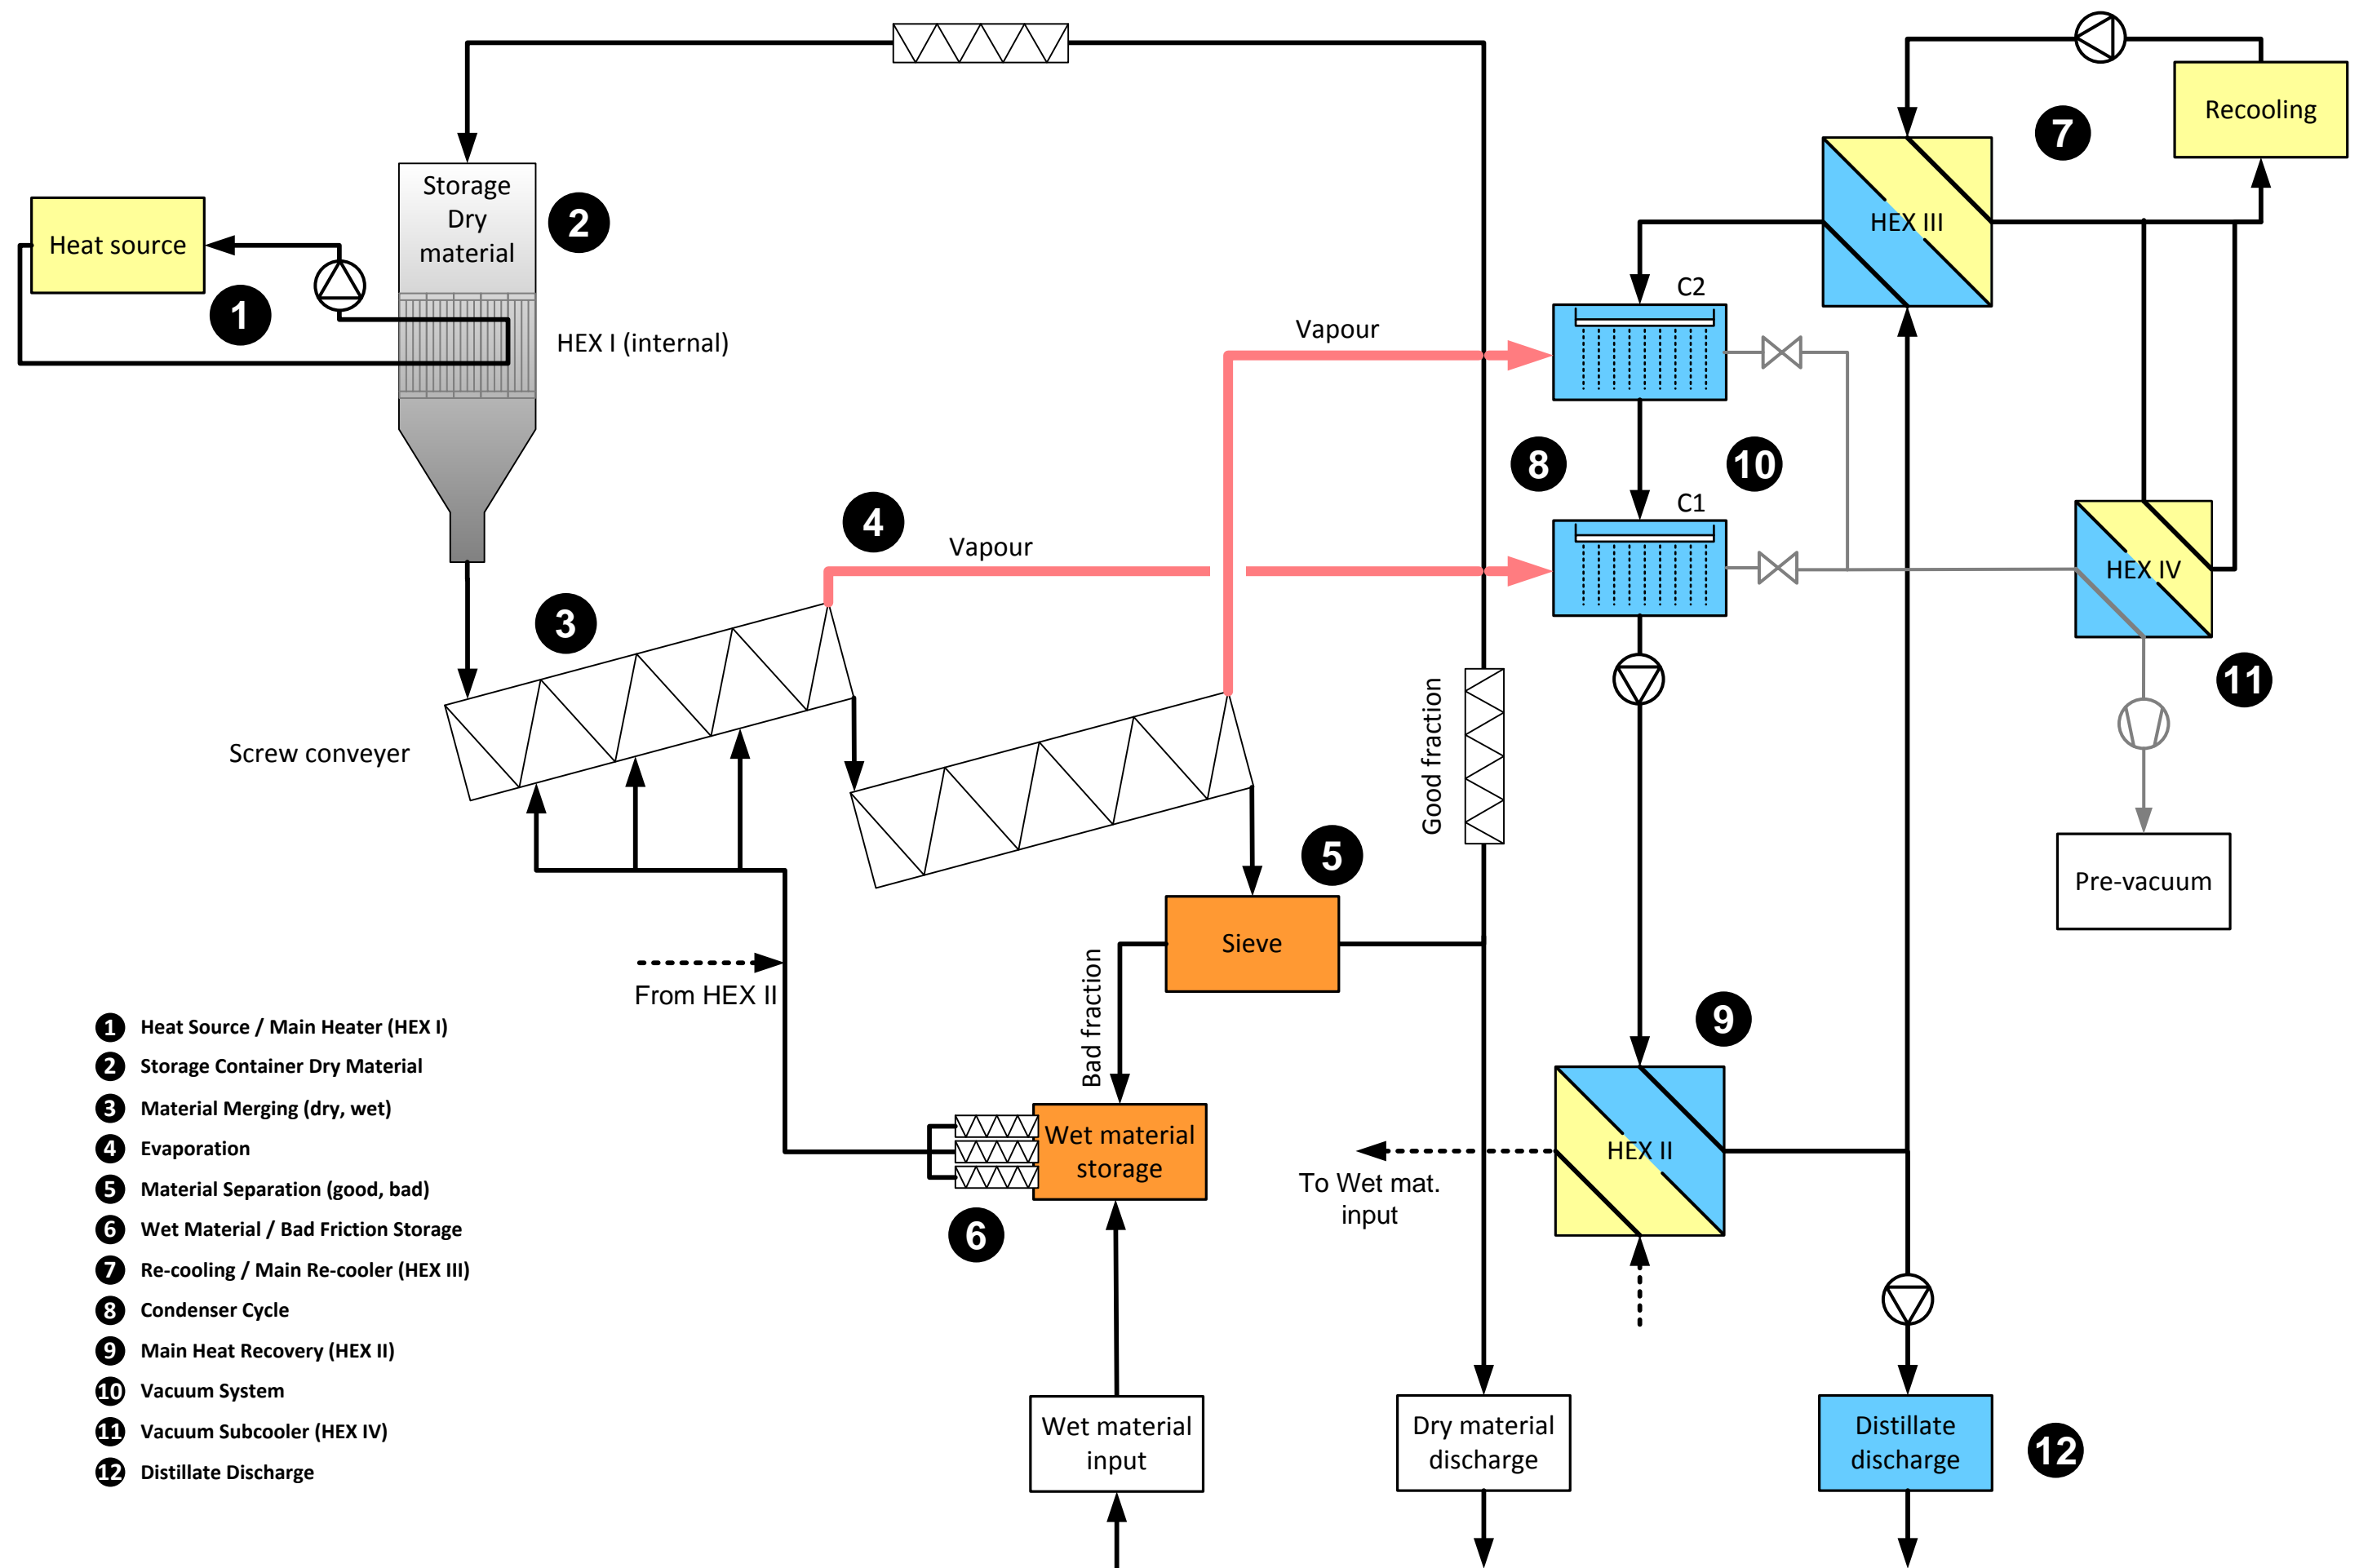 Recooling
7
HEX III
Storage
Dry
material
2
Heat source
1
HEX I (internal)
C2
Vapour
8
10
C1
4
Vapour
HEX IV
3
11
Screw conveyer
Good fraction
5
Pre-vacuum
Sieve
Bad fraction
From HEX II
9
Wet material
storage
HEX II
To Wet mat.
input
6
Wet material
input
Dry material
discharge
Distillate
discharge
12
1 Heat Source / Main Heater (HEX I)
2 Storage Container Dry Material
3 Material Merging (dry, wet)
4 Evaporation
5 Material Separation (good, bad)
6 Wet Material / Bad Friction Storage
7 Re-cooling / Main Re-cooler (HEX III)
8 Condenser Cycle
9 Main Heat Recovery (HEX II)
10 Vacuum System
11 Vacuum Subcooler (HEX IV)
12 Distillate Discharge